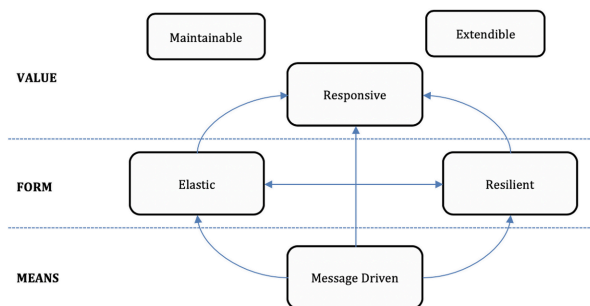 Maintainable
Extendible
VALUE
Responsive
FORM
Elastic
Resilient
MEANS
Message Driven